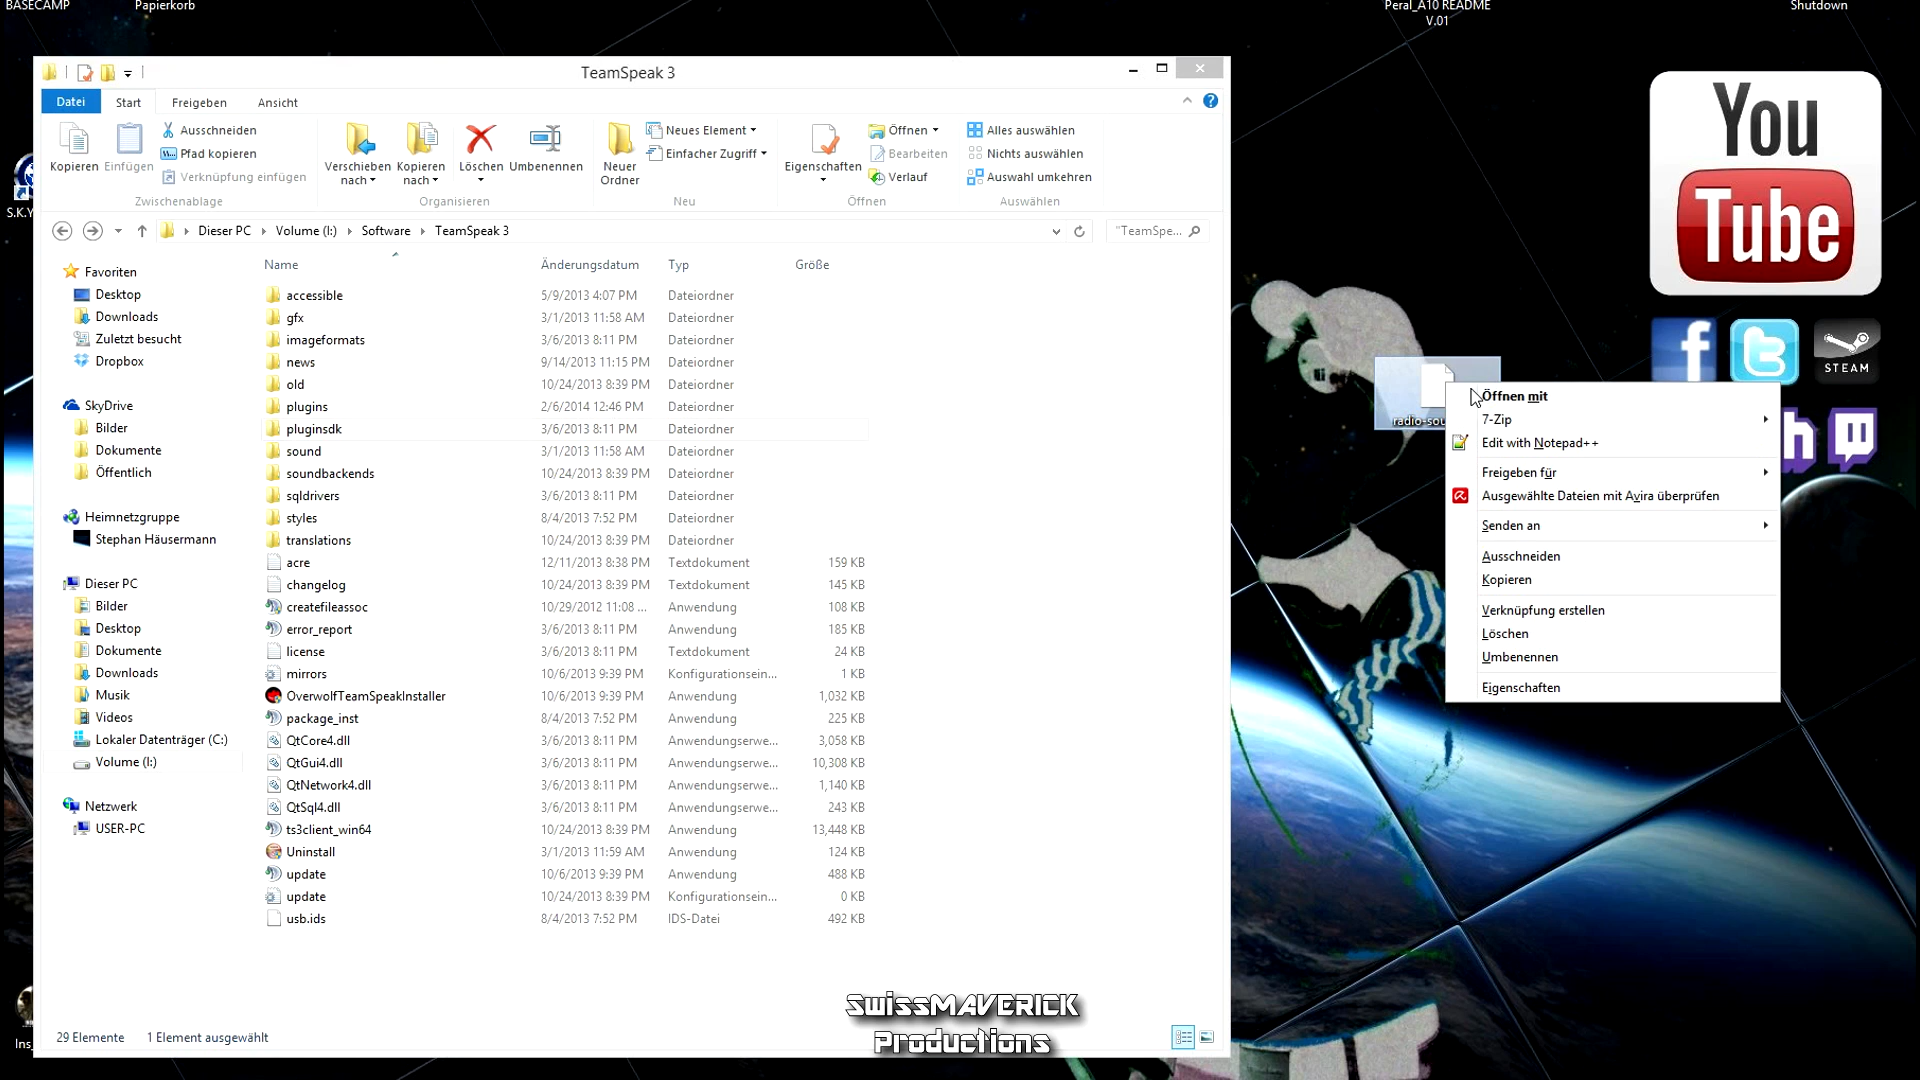 BASECAMP
Papierkorb
Peral_A10 README
V.01
Shutdown
TeamSpeak 3
Datei
Start
Freigeben
Ansicht
Kopieren
Einfügen
Ausschneiden
Pfad kopieren
Verknüpfung einfügen
Zwischenablage
Verschieben
nach
Kopieren
nach
Löschen
Umbenennen
Organisieren
Neuer
Ordner
Neues Element
Einfacher Zugriff
Neu
Eigenschaften
Öffnen
Bearbeiten
Verlauf
Öffnen
Alles auswählen
Nichts auswählen
Auswahl umkehren
Auswählen
Dieser PC
Volume (I:)
Software
TeamSpeak 3
"TeamSpe...
Favoriten
Desktop
Downloads
Zuletzt besucht
Dropbox
SkyDrive
Bilder
Dokumente
Öffentlich
Heimnetzgruppe
Stephan Häusermann
Dieser PC
Bilder
Desktop
Dokumente
Downloads
Musik
Videos
Lokaler Datenträger (C:)
Volume (I:)
Netzwerk
USER-PC
Name Änderungsdatum Typ Größe
accessible 5/9/2013 4:07 PM Dateiordner
gfx 3/1/2013 11:58 AM Dateiordner
imageformats 3/6/2013 8:11 PM Dateiordner
news 9/14/2013 11:15 PM Dateiordner
old 10/24/2013 8:39 PM Dateiordner
plugins 2/6/2014 12:46 PM Dateiordner
pluginsdk 3/6/2013 8:11 PM Dateiordner
sound 3/1/2013 11:58 AM Dateiordner
soundbackends 10/24/2013 8:39 PM Dateiordner
sqldrivers 3/6/2013 8:11 PM Dateiordner
styles 8/4/2013 7:52 PM Dateiordner
translations 10/24/2013 8:39 PM Dateiordner
acre 12/11/2013 8:38 PM Textdokument 159 KB
changelog 10/24/2013 8:39 PM Textdokument 145 KB
createfileassoc 10/29/2012 11:08 ... Anwendung 108 KB
error_report 3/6/2013 8:11 PM Anwendung 185 KB
license 3/6/2013 8:11 PM Textdokument 24 KB
mirrors 10/6/2013 9:39 PM Konfigurationsein... 1 KB
OverwolfTeamSpeakInstaller 10/6/2013 9:39 PM Anwendung 1,032 KB
package_inst 8/4/2013 7:52 PM Anwendung 225 KB
QtCore4.dll 3/6/2013 8:11 PM Anwendungserwe... 3,058 KB
QtGui4.dll 3/6/2013 8:11 PM Anwendungserwe... 10,308 KB
QtNetwork4.dll 3/6/2013 8:11 PM Anwendungserwe... 1,140 KB
QtSql4.dll 3/6/2013 8:11 PM Anwendungserwe... 243 KB
ts3client_win64 10/24/2013 8:39 PM Anwendung 13,448 KB
Uninstall 3/1/2013 11:59 AM Anwendung 124 KB
update 10/6/2013 9:39 PM Anwendung 488 KB
update 10/24/2013 8:39 PM Konfigurationsein... 0 KB
usb.ids 8/4/2013 7:52 PM IDS-Datei 492 KB
29 Elemente 1 Element ausgewählt
SwissMAVERICK
Productions
You
Tube
f
t
STEAM
h
S.K.Y
Ins_
radio-sou
Öffnen mit
7-Zip
Edit with Notepad++
Freigeben für
Ausgewählte Dateien mit Avira überprüfen
Senden an
Ausschneiden
Kopieren
Verknüpfung erstellen
Löschen
Umbenennen
Eigenschaften